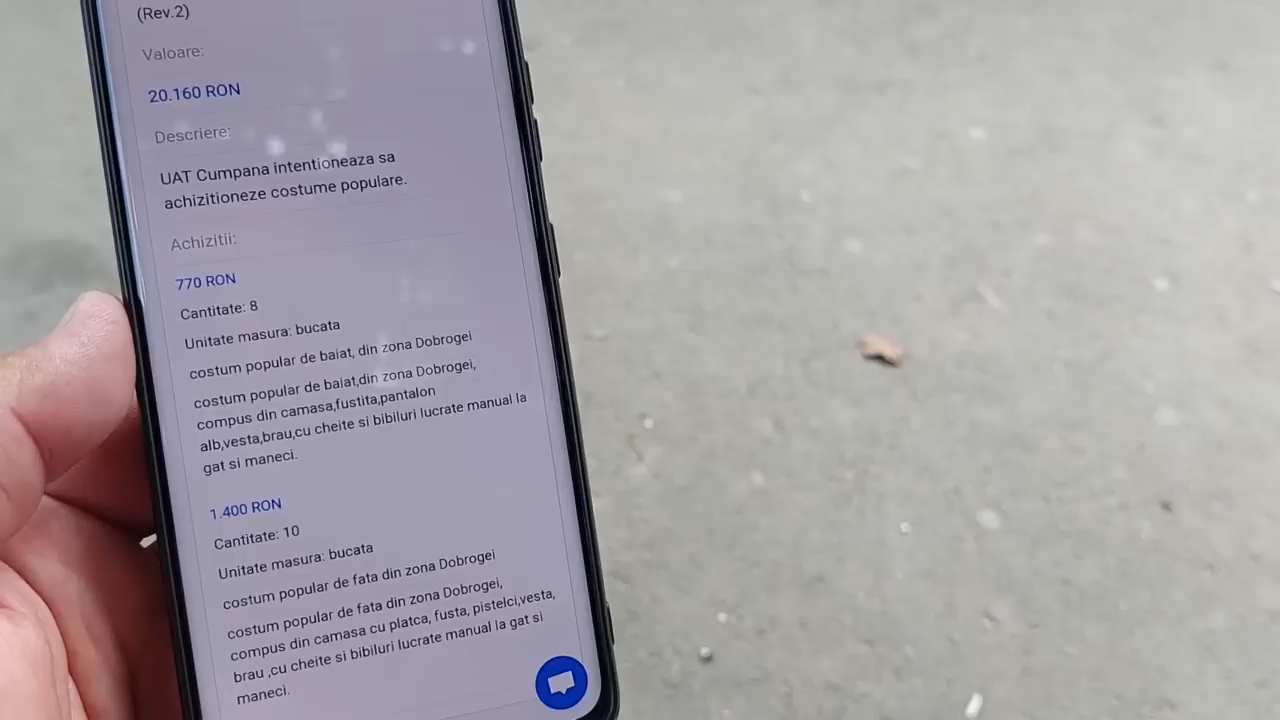 (Rev.2)
Valoare:
20.160 RON
Descriere:
UAT Cumpana intentioneaza sa
achizitioneze costume populare.
Achizitii:
770 RON
Cantitate: 8
Unitate masura: bucata
costum popular de baiat, din zona Dobrogei
costum popular de baiat,din zona Dobrogei,
compus din camasa,fustita,pantalon
alb,vesta,brau,cu cheite si bibiluri lucrate manual la
gat si maneci.
1.400 RON
Cantitate: 10
Unitate masura: bucata
costum popular de fata din zona Dobrogei
costum popular de fata din zona Dobrogei,
compus din camasa cu platca, fusta, pistelci,vesta,
brau ,cu cheite si bibiluri lucrate manual la gat si
maneci.